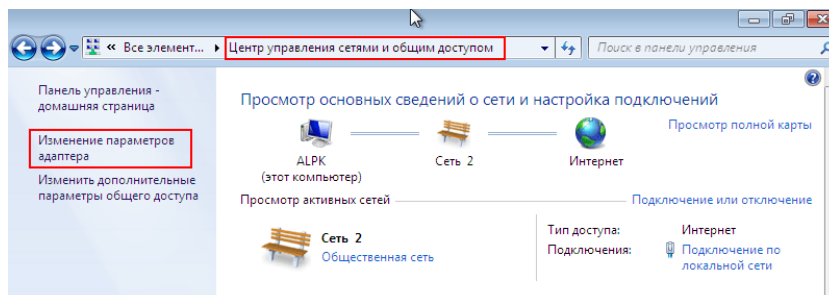 « Все элемент... ▸ Центр управления сетями и общим доступом
Поиск в панели управления
Панель управления -
домашняя страница
Изменение параметров
адаптера
Изменить дополнительные
параметры общего доступа
Просмотр основных сведений о сети и настройка подключений
Просмотр полной карты
ALPK
(этот компьютер)
Сеть 2
Интернет
Просмотр активных сетей
Подключение или отключение
Сеть 2
Общественная сеть
Тип доступа: Интернет
Подключения: Подключение по
локальной сети